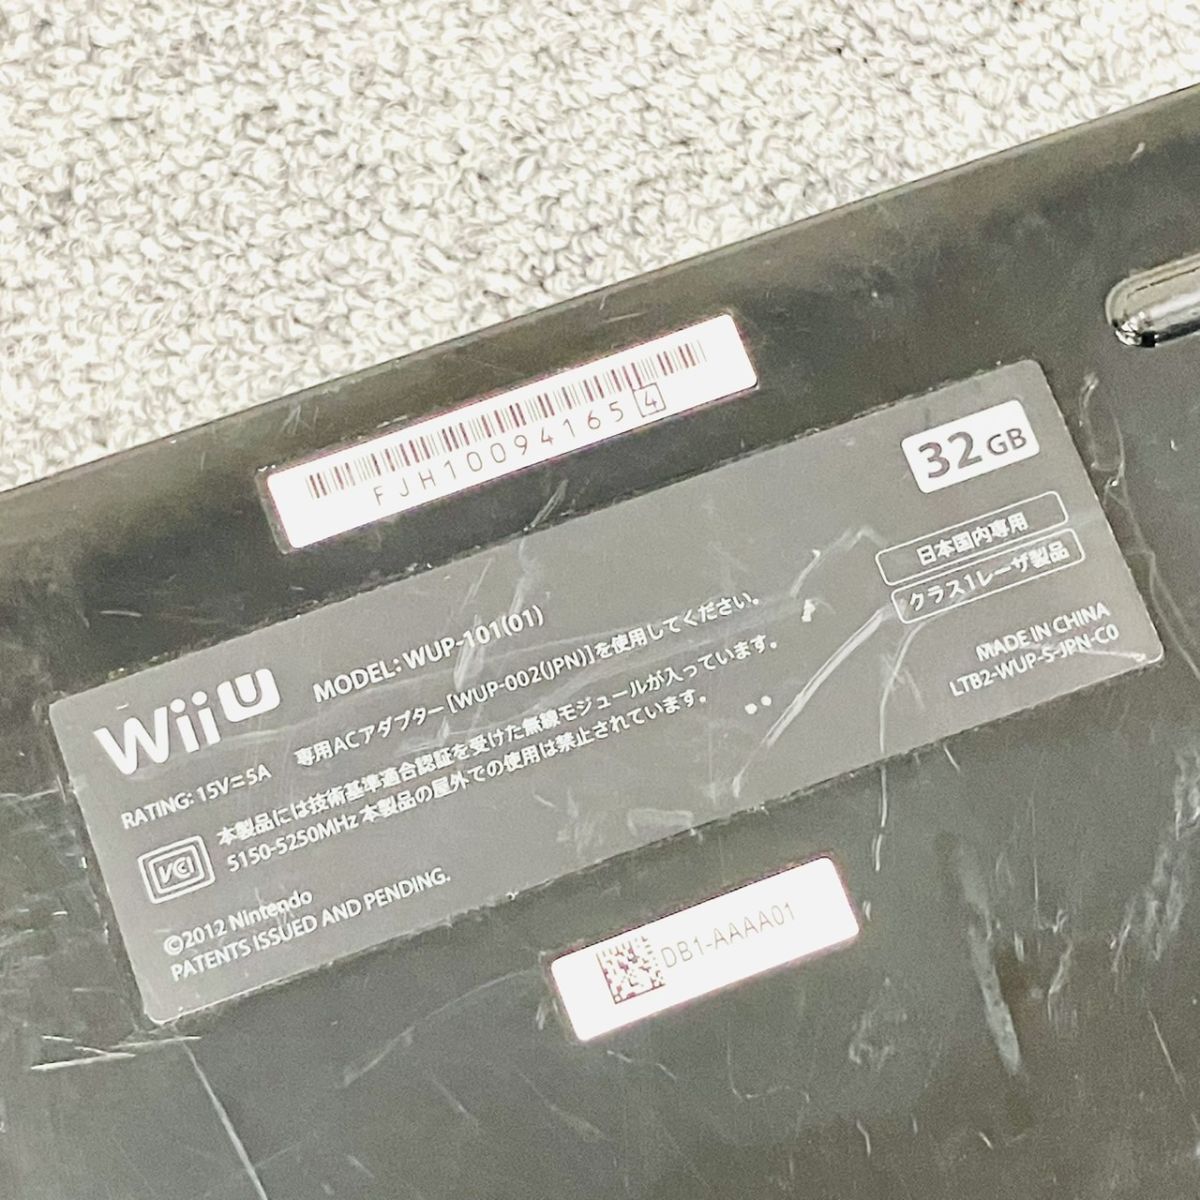 FJH100941654
32GB
日本国内専用
クラス1レーザ製品
Wii U
MODEL: WUP-101(01)
RATING: 15V⎓5A
専用ACアダプター[WUP-002(JPN)]を使用してください。
VCI
本製品には技術基準適合認証を受けた無線モジュールが入っています。
5150-5250MHz 本製品の屋外での使用は禁止されています。
©2012 Nintendo
PATENTS ISSUED AND PENDING.
MADE IN CHINA
LTB2-WUP-S-JPN-C0
DB1-AAAA01